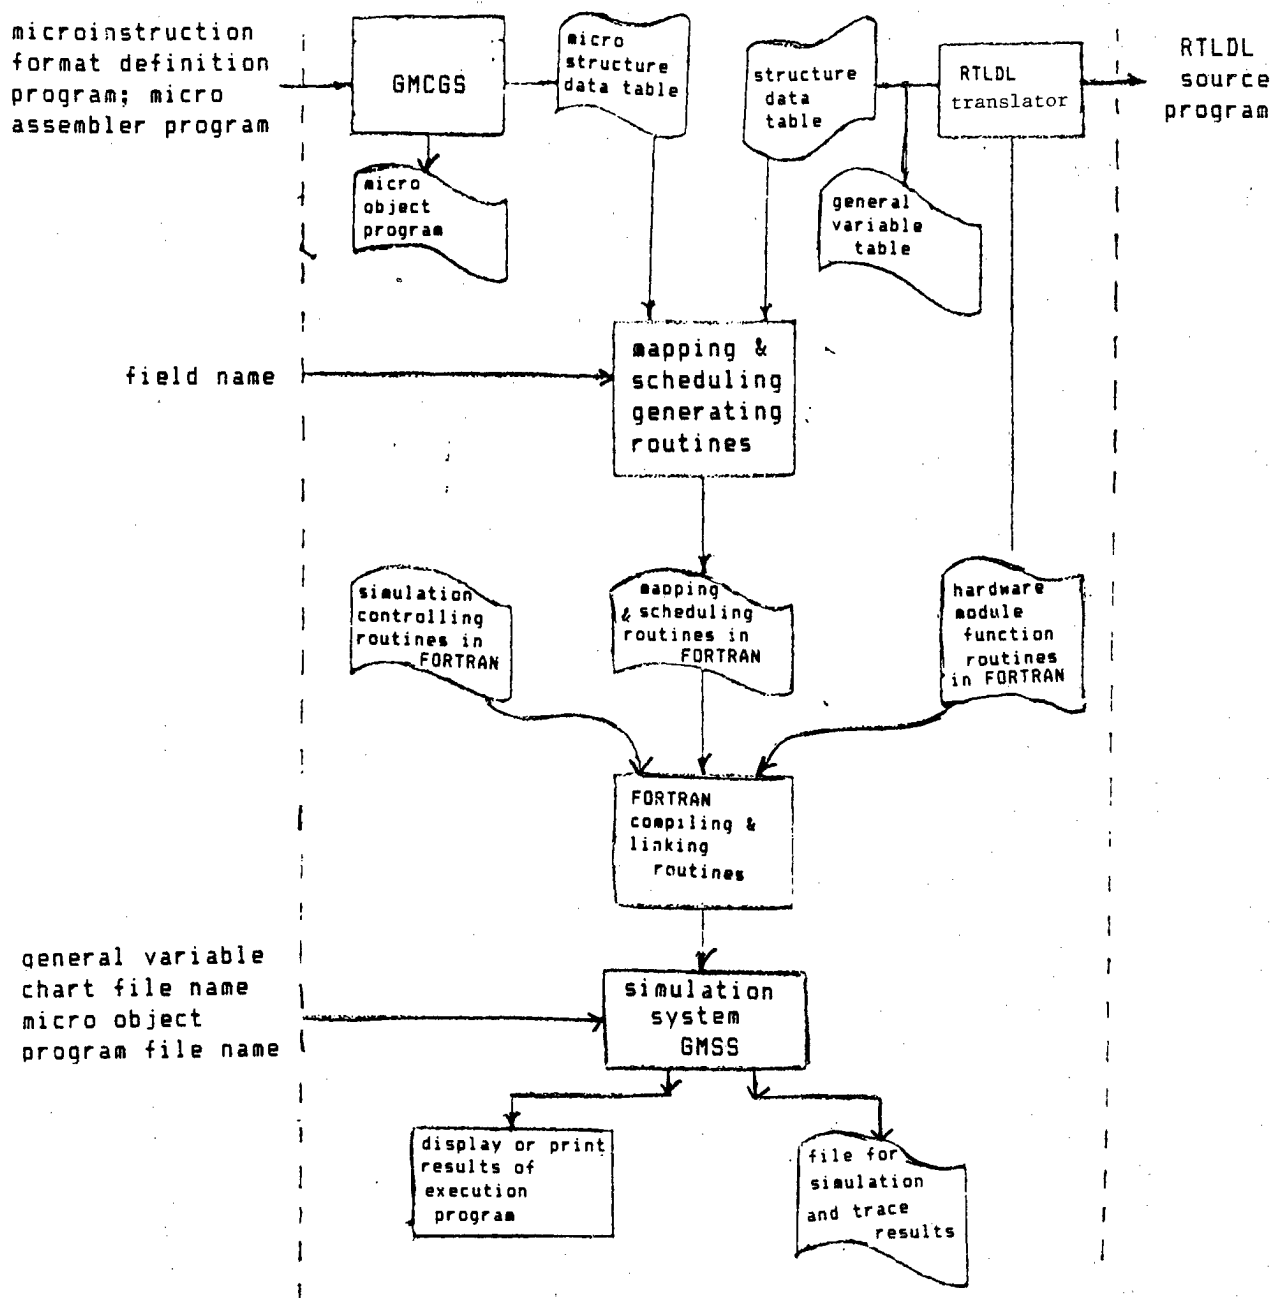 microinstruction
format definition
program; micro
assembler program
GMCGS
micro
structure
data table
structure
data
table
RTLDL
translator
RTLDL
source
program
micro
object
program
general
variable
table
field name
mapping &
scheduling
generating
routines
simulation
controlling
routines in
FORTRAN
mapping
& scheduling
routines in
FORTRAN
hardware
module
function
routines
in FORTRAN
FORTRAN
compiling &
linking
routines
general variable
chart file name
micro object
program file name
simulation
system
GMSS
display or print
results of
execution
program
file for
simulation
and trace
results